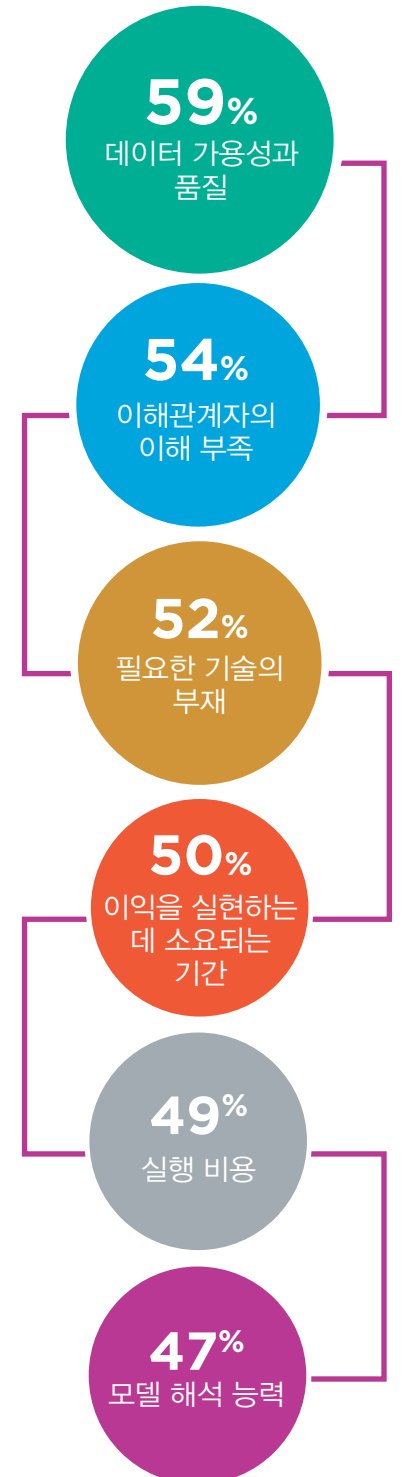 59%
데이터 가용성과
품질
54%
이해관계자의
이해 부족
52%
필요한 기술의
부재
50%
이익을 실현하는
데 소요되는
기간
49%
실행 비용
47%
모델 해석 능력